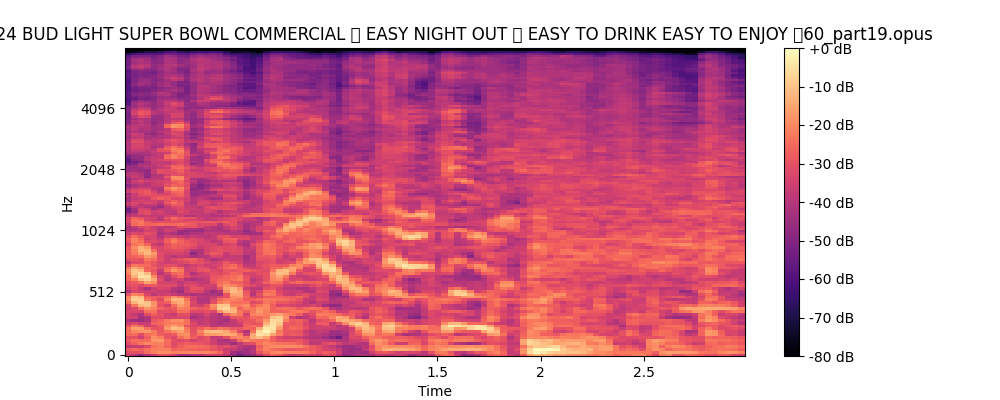 24 BUD LIGHT SUPER BOWL COMMERCIAL ▯ EASY NIGHT OUT ▯ EASY TO DRINK EASY TO ENJOY ▯60_part19.opus
+0 dB
4096
-10 dB
-20 dB
2048
-30 dB
Hz
1024
-40 dB
-50 dB
512
-60 dB
-70 dB
0
-80 dB
0
0.5
1
1.5
2
2.5
Time